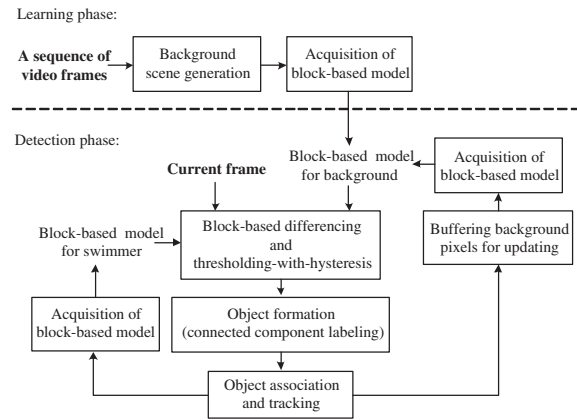 Learning phase:
A sequence of
video frames
Background
scene generation
Acquisition of
block-based model
Detection phase:
Current frame
Block-based model
for background
Acquisition of
block-based model
Block-based model
for swimmer
Block-based differencing
and
thresholding-with-hysteresis
Buffering background
pixels for updating
Acquisition of
block-based model
Object formation
(connected component labeling)
Object association
and tracking